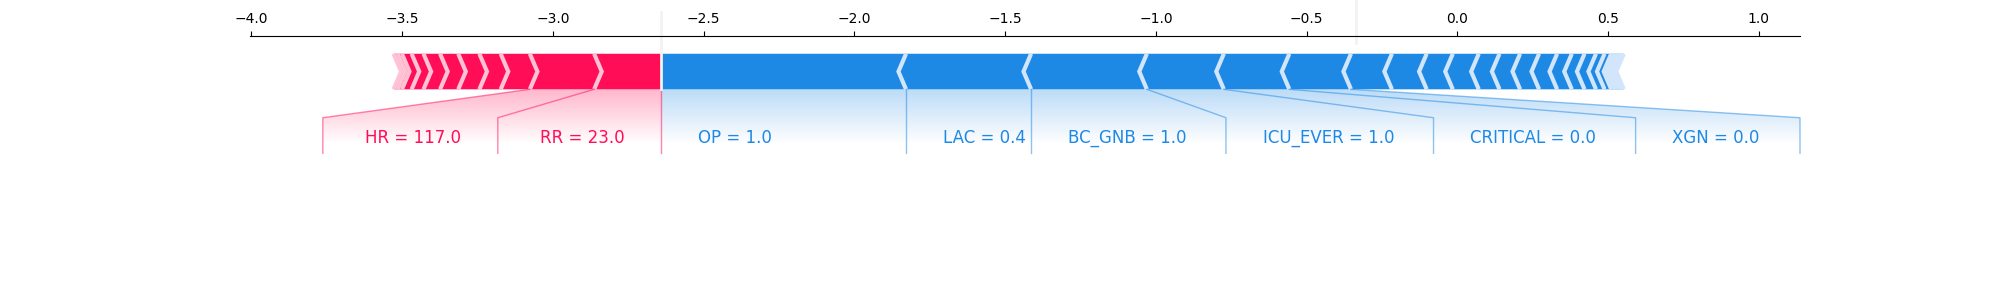 −4.0 −3.5 −3.0 −2.5 −2.0 −1.5 −1.0 −0.5 0.0 0.5 1.0
HR = 117.0 RR = 23.0 OP = 1.0 LAC = 0.4 BC_GNB = 1.0 ICU_EVER = 1.0 CRITICAL = 0.0 XGN = 0.0